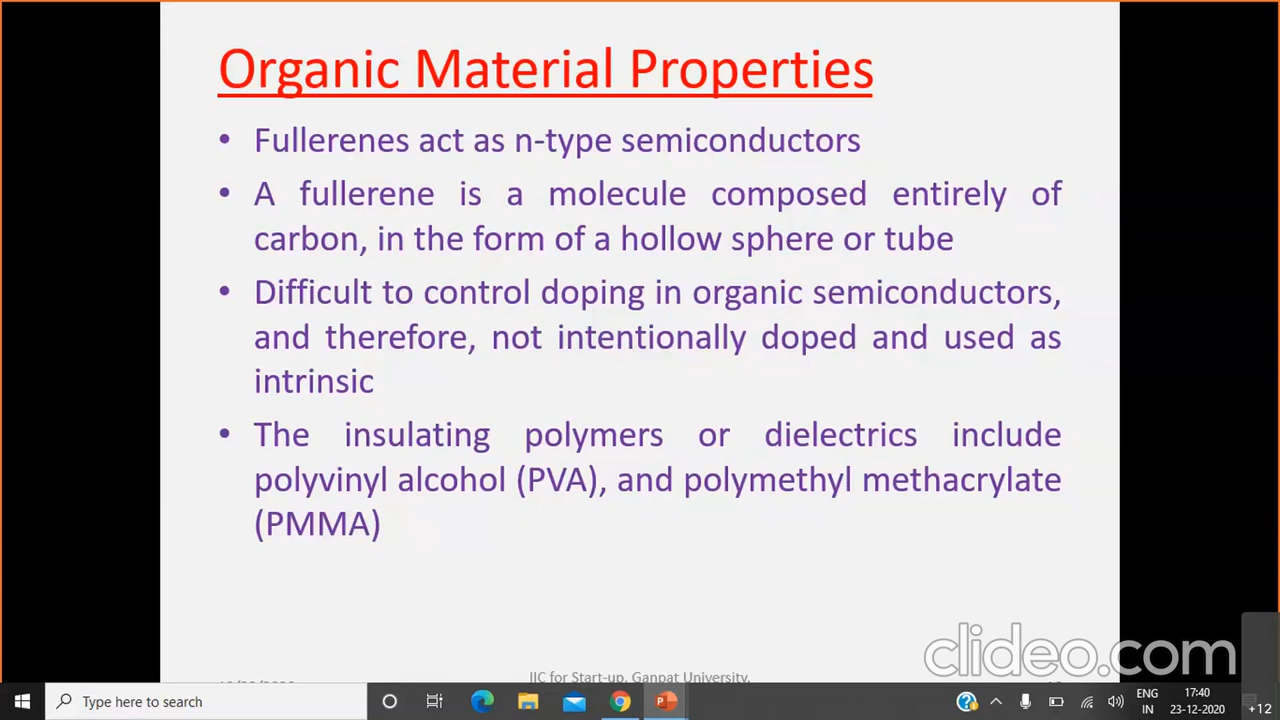 Organic Material Properties
• Fullerenes act as n-type semiconductors
• A fullerene is a molecule composed entirely of
carbon, in the form of a hollow sphere or tube
• Difficult to control doping in organic semiconductors,
and therefore, not intentionally doped and used as
intrinsic
• The insulating polymers or dielectrics include
polyvinyl alcohol (PVA), and polymethyl methacrylate
(PMMA)
clideo.com
IIC for Start-up, Ganpat University,
Type here to search
ENG
IN
17:40
23-12-2020
+12